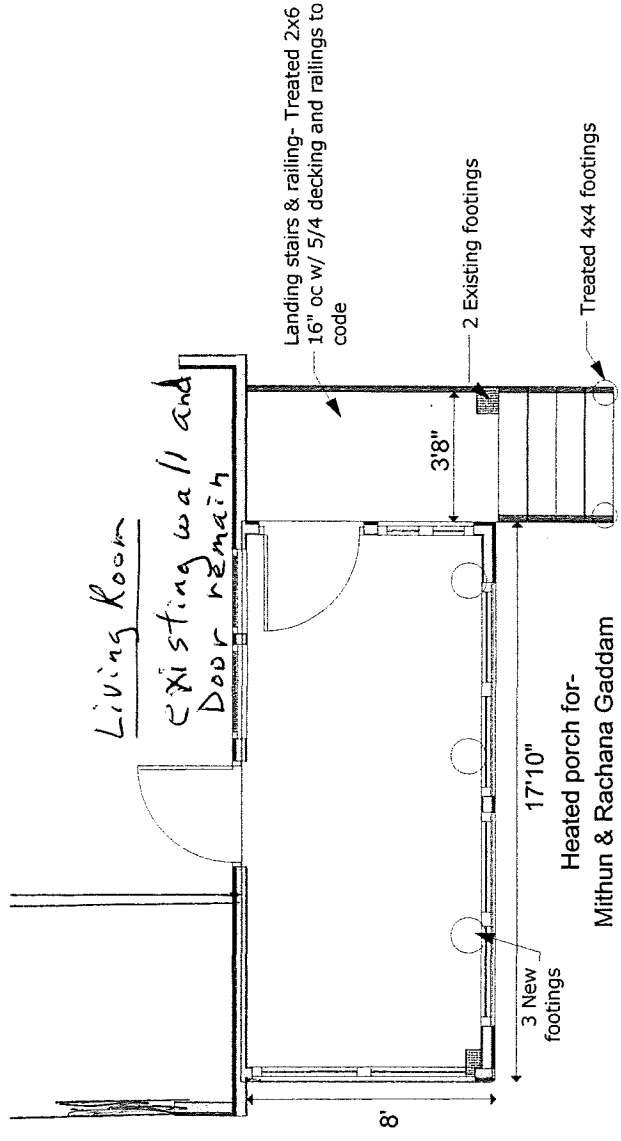 Living Room
existing wall and
Door remain
Landing stairs & railing- Treated 2x6
16" oc w/ 5/4 decking and railings to
code
2 Existing footings
Treated 4x4 footings
3'8"
17'10"
8'
3 New
footings
Heated porch for-
Mithun & Rachana Gaddam